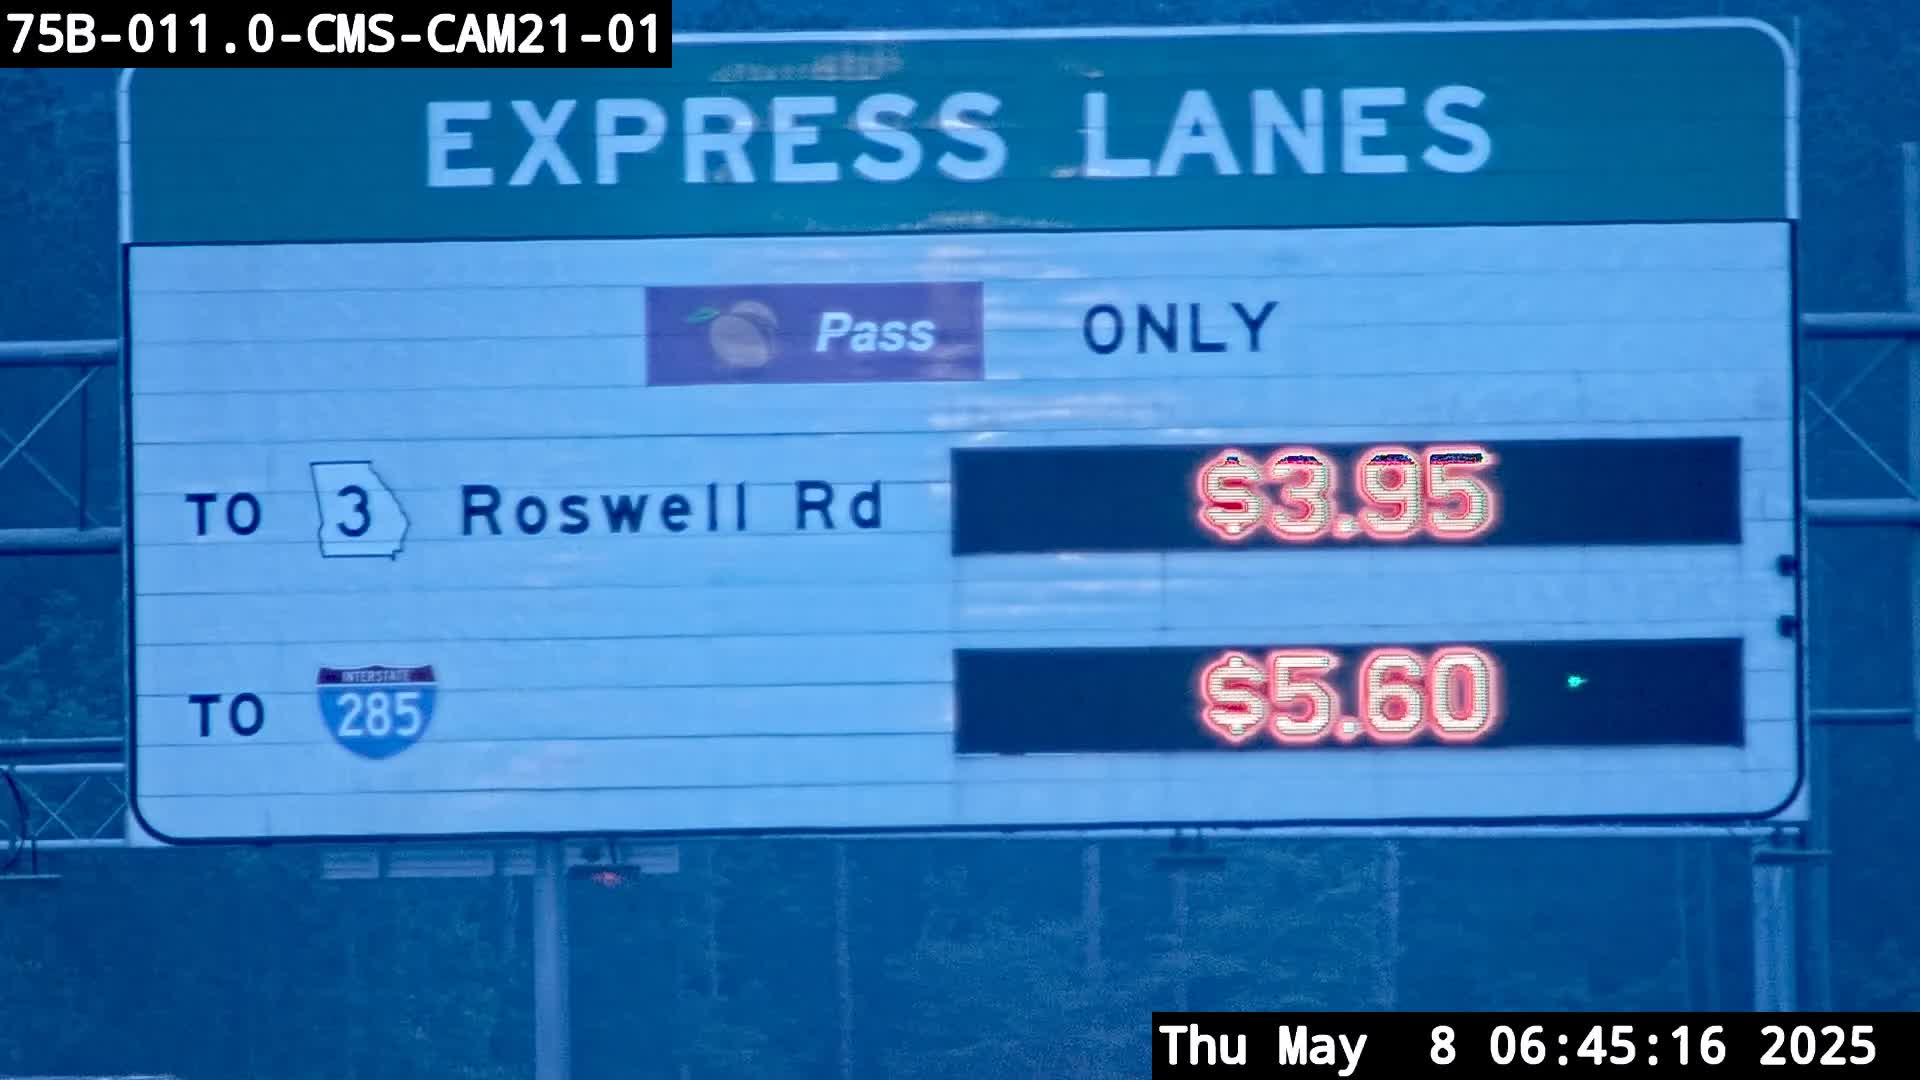 75B-011.0-CMS-CAM21-01
EXPRESS LANES
Pass ONLY
TO 3 Roswell Rd $3.95
TO INTERSTATE 285 $5.60
Thu May 8 06:45:16 2025